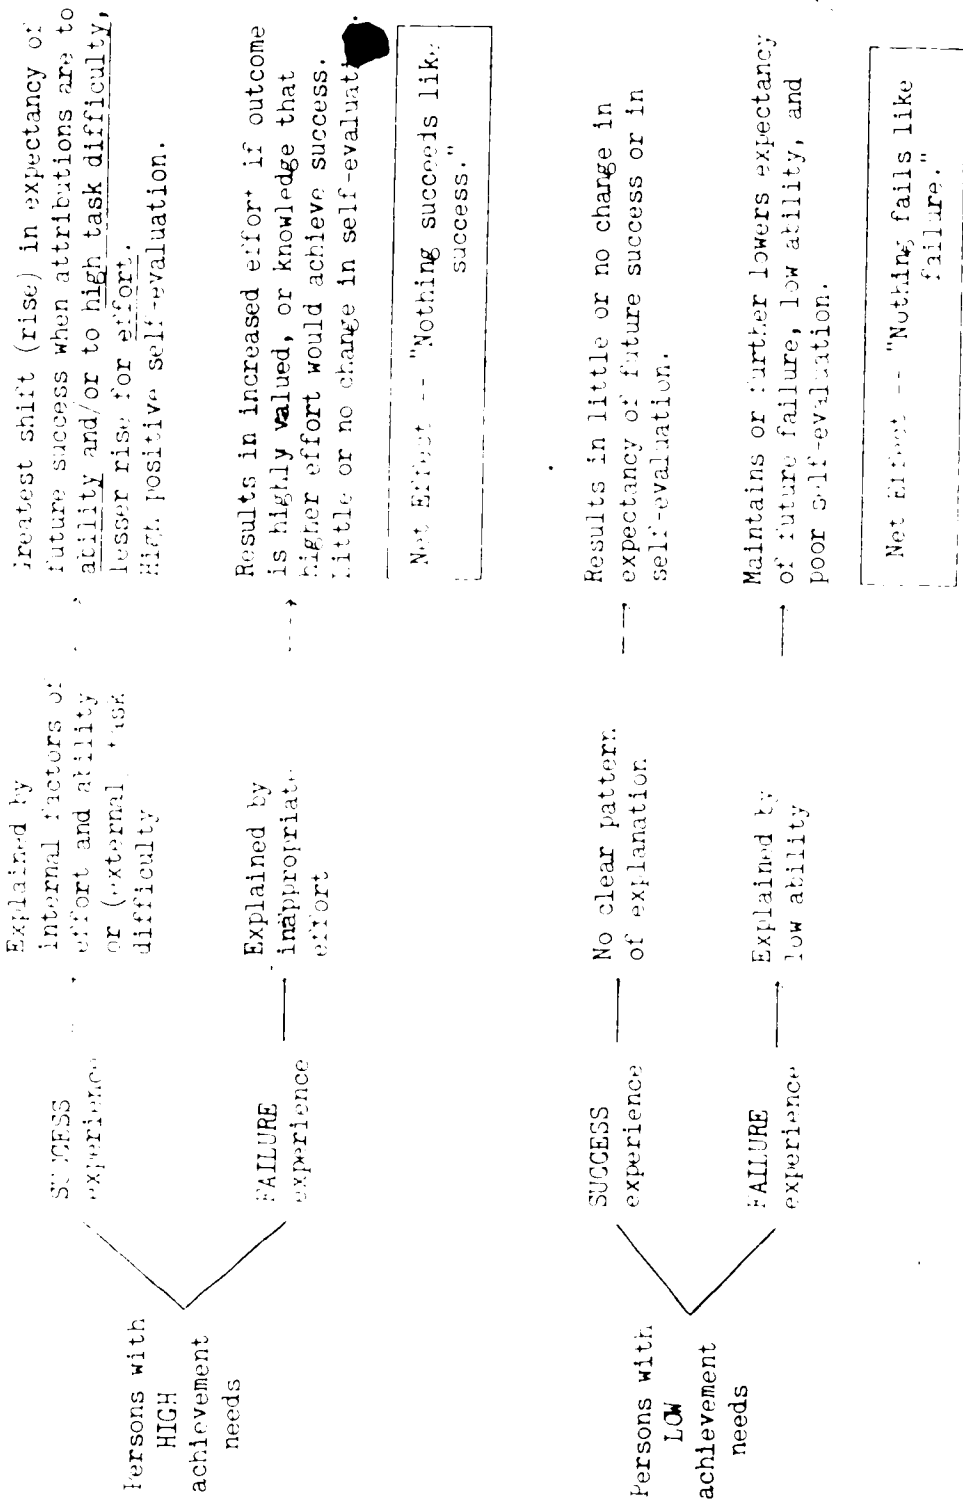 Persons with
HIGH
achievement
needs
SUCCESS
experience
Explained by
internal factors of
effort and ability
or (external task
difficulty
Greatest shift (rise) in expectancy of
future success when attributions are to
ability and/or to high task difficulty,
lesser rise for effort.
High positive self-evaluation.
FAILURE
experience
Explained by
inappropriate
effort
Results in increased effort if outcome
is highly valued, or knowledge that
higher effort would achieve success.
Little or no change in self-evaluati
Net Effect -- "Nothing succeeds like
success."
Persons with
LOW
achievement
needs
SUCCESS
experience
No clear pattern
of explanation
Results in little or no change in
expectancy of future success or in
self-evaluation.
FAILURE
experience
Explained by
low ability
Maintains or further lowers expectancy
of future failure, low ability, and
poor self-evaluation.
Net Effect -- "Nothing fails like
failure."